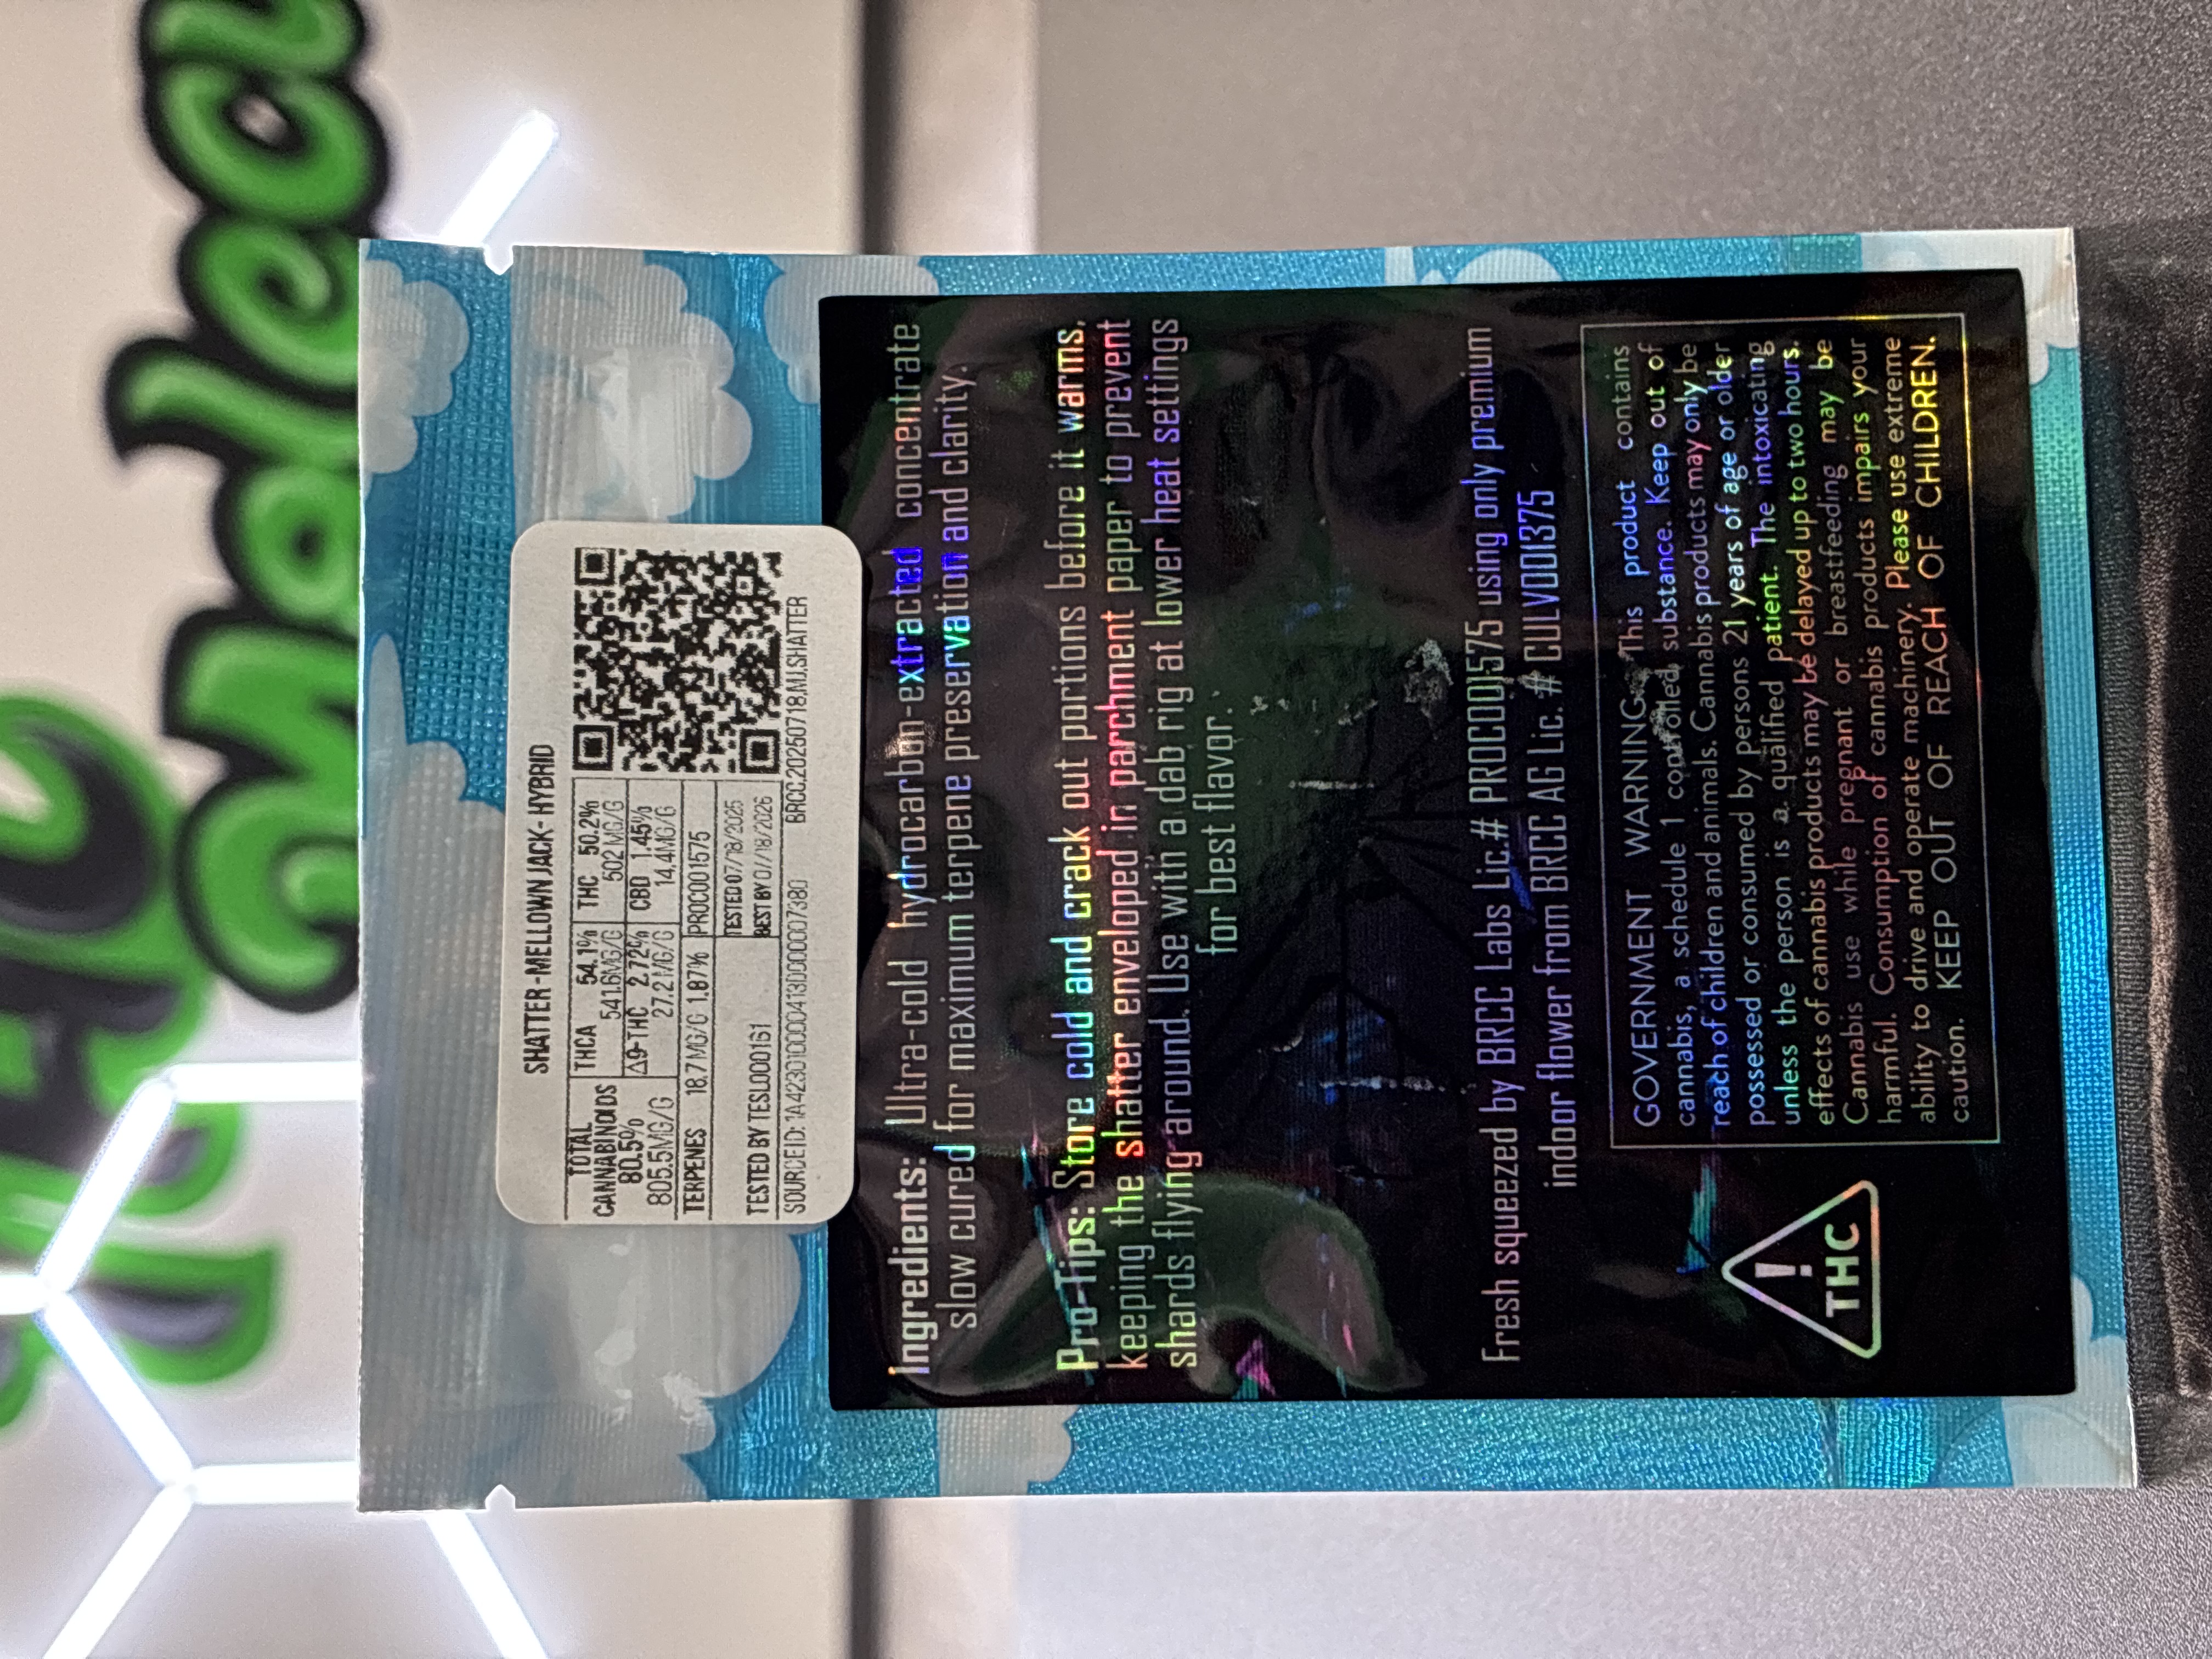 SHATTER - MELLOWN JACK - HYBRID
TOTAL CANNABINOIDS 80.5% 805.5MG/G
THCA 54.1% 541.6MG/G
THC 50.2% 502 MG/G
Δ9-THC 2.72% 27.2 MG/G
CBD 1.45% 14.4MG/G
TERPENES 18.7 MG/G 1.87%
PROC001575
TESTED 07/18/2025
TESTED BY TESL000161
BEST BY 07/18/2026
BRCC.20250718.MJ.SHATTER
Ingredients: Ultra-cold hydrocarbon-extracted concentrate
slow cured for maximum terpene preservation and clarity.
Pro-Tips: Store cold and crack out portions before it warms,
keeping the shatter enveloped in parchment paper to prevent
shards flying around. Use with a dab rig at lower heat settings
for best flavor.
Fresh squeezed by BRCC Labs Lic.# PROC001575 using only premium
indoor flower from BRCC AG Lic.# CULV001375
GOVERNMENT WARNING: This product contains
cannabis, a schedule 1 controlled substance. Keep out of
reach of children and animals. Cannabis products may only be
possessed or consumed by persons 21 years of age or older
unless the person is a qualified patient. The intoxicating
effects of cannabis products may be delayed up to two hours.
Cannabis use while pregnant or breastfeeding may be
harmful. Consumption of cannabis products impairs your
ability to drive and operate machinery. Please use extreme
caution. KEEP OUT OF REACH OF CHILDREN.
! THC